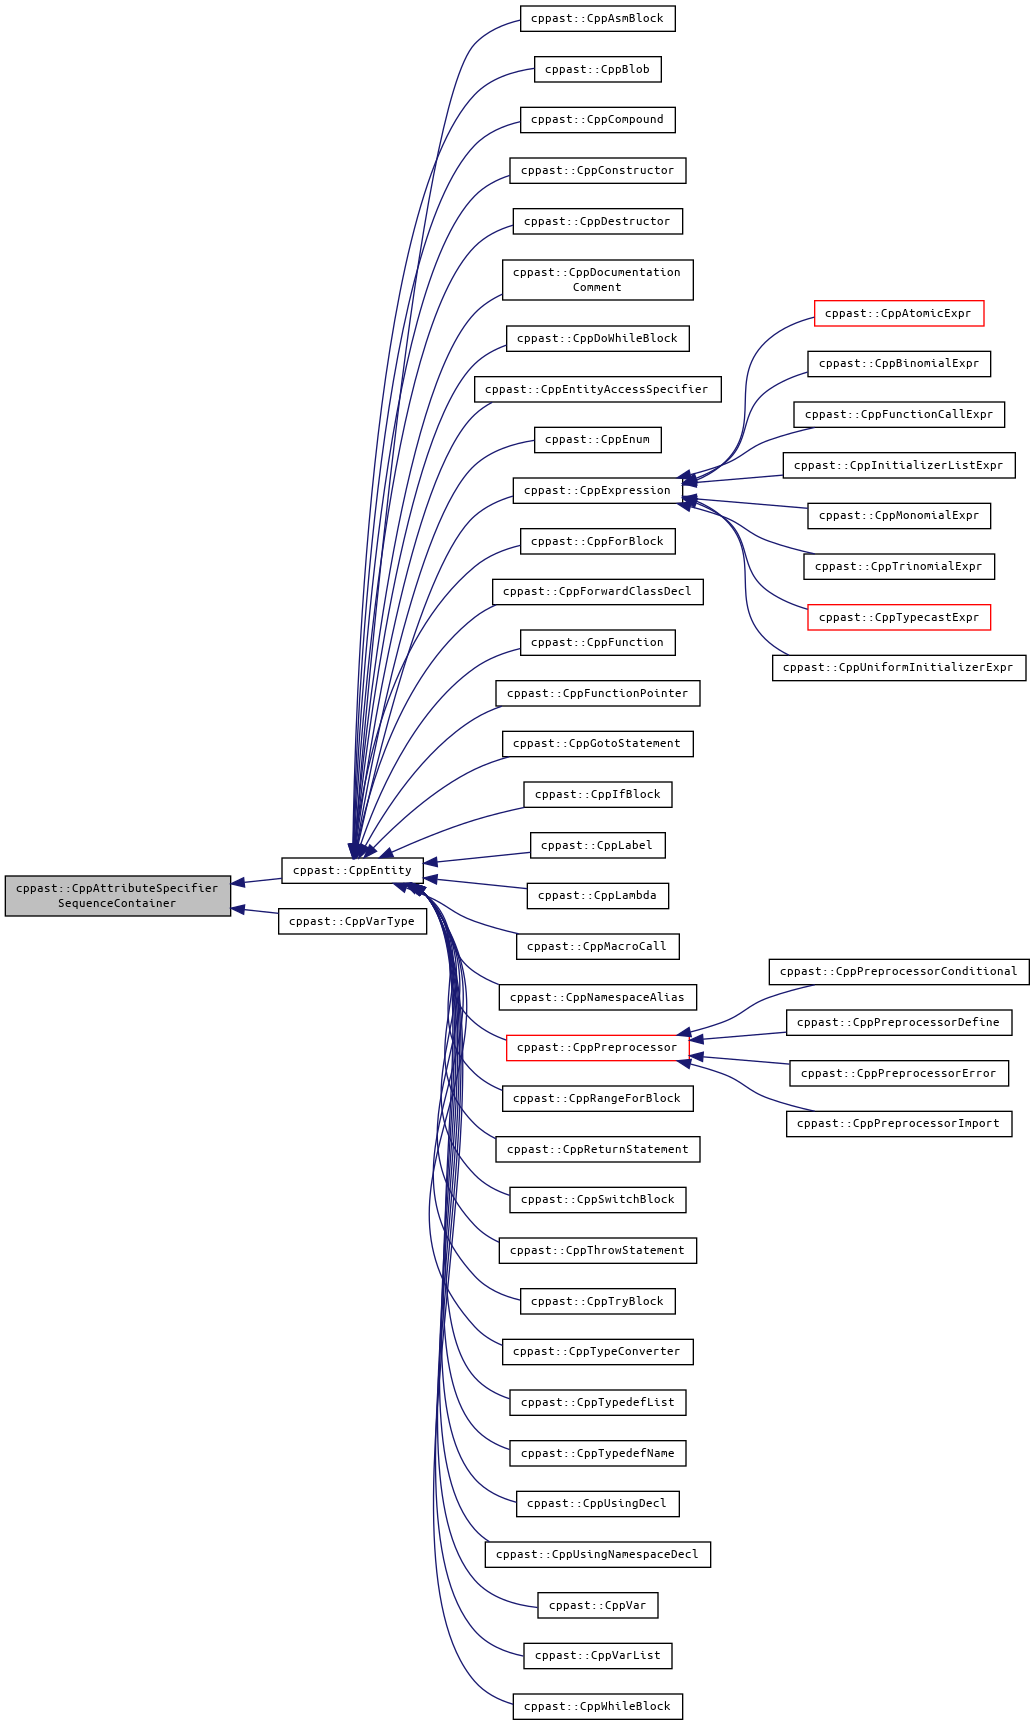 cppast::CppAttributeSpecifier
SequenceContainer
cppast::CppEntity
cppast::CppVarType
cppast::CppAsmBlock
cppast::CppBlob
cppast::CppCompound
cppast::CppConstructor
cppast::CppDestructor
cppast::CppDocumentation
Comment
cppast::CppDoWhileBlock
cppast::CppEntityAccessSpecifier
cppast::CppEnum
cppast::CppExpression
cppast::CppForBlock
cppast::CppForwardClassDecl
cppast::CppFunction
cppast::CppFunctionPointer
cppast::CppGotoStatement
cppast::CppIfBlock
cppast::CppLabel
cppast::CppLambda
cppast::CppMacroCall
cppast::CppNamespaceAlias
cppast::CppPreprocessor
cppast::CppRangeForBlock
cppast::CppReturnStatement
cppast::CppSwitchBlock
cppast::CppThrowStatement
cppast::CppTryBlock
cppast::CppTypeConverter
cppast::CppTypedefList
cppast::CppTypedefName
cppast::CppUsingDecl
cppast::CppUsingNamespaceDecl
cppast::CppVar
cppast::CppVarList
cppast::CppWhileBlock
cppast::CppAtomicExpr
cppast::CppBinomialExpr
cppast::CppFunctionCallExpr
cppast::CppInitializerListExpr
cppast::CppMonomialExpr
cppast::CppTrinomialExpr
cppast::CppTypecastExpr
cppast::CppUniformInitializerExpr
cppast::CppPreprocessorConditional
cppast::CppPreprocessorDefine
cppast::CppPreprocessorError
cppast::CppPreprocessorImport